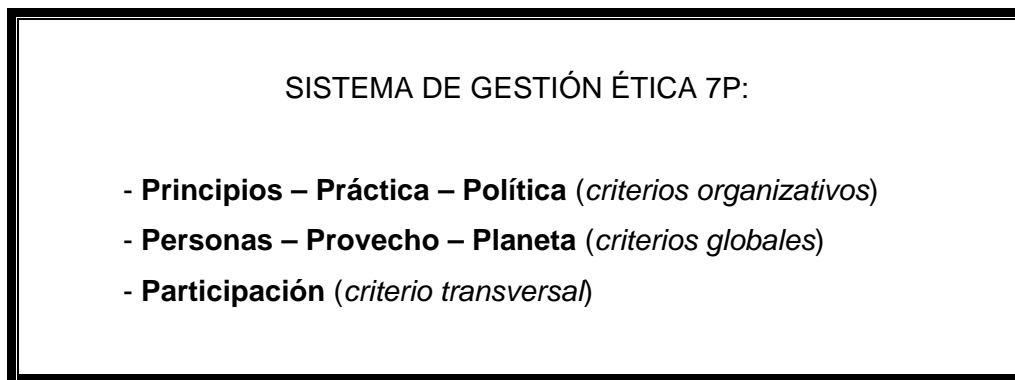 SISTEMA DE GESTIÓN ÉTICA 7P:
- Principios – Práctica – Política (criterios organizativos)
- Personas – Provecho – Planeta (criterios globales)
- Participación (criterio transversal)